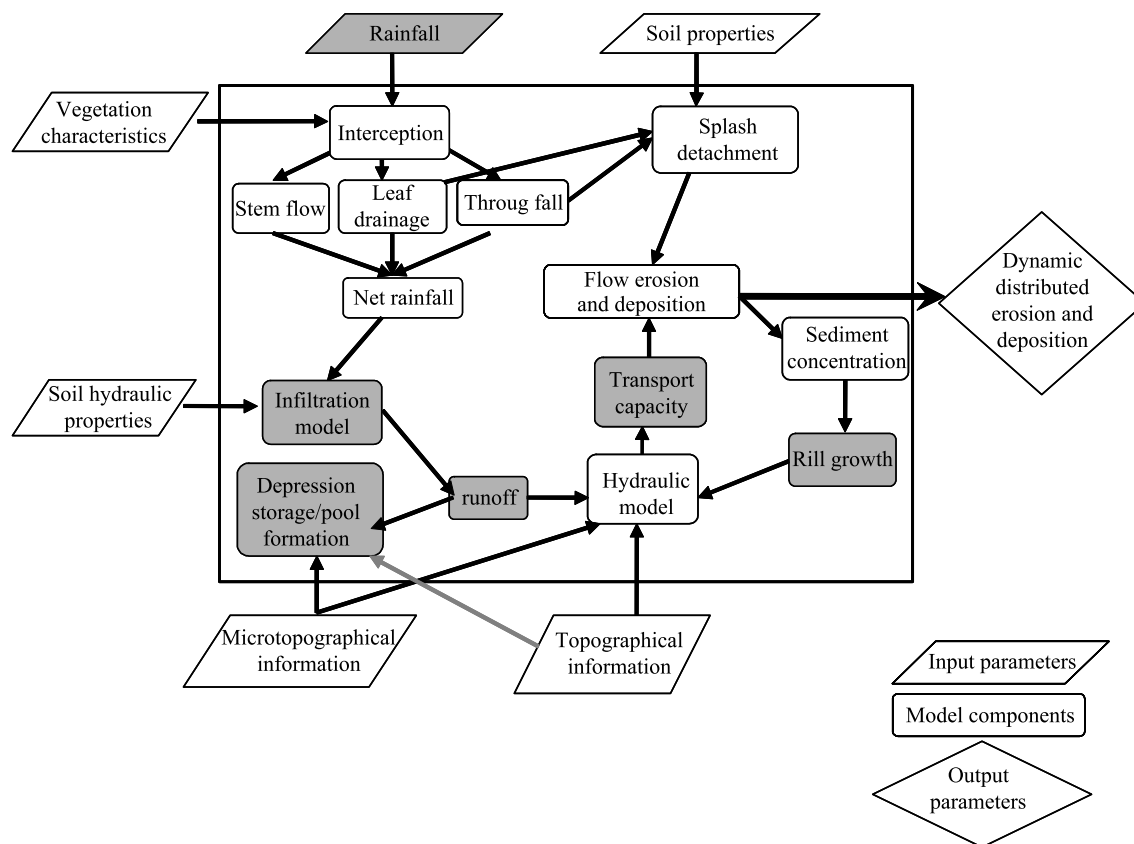 Rainfall
Soil properties
Vegetation
characteristics
Interception
Splash
detachment
Stem flow
Leaf
drainage
Throug fall
Net rainfall
Flow erosion
and deposition
Dynamic
distributed
erosion and
deposition
Sediment
concentration
Soil hydraulic
properties
Infiltration
model
Transport
capacity
Rill growth
Depression
storage/pool
formation
runoff
Hydraulic
model
Microtopographical
information
Topographical
information
Input parameters
Model components
Output
parameters